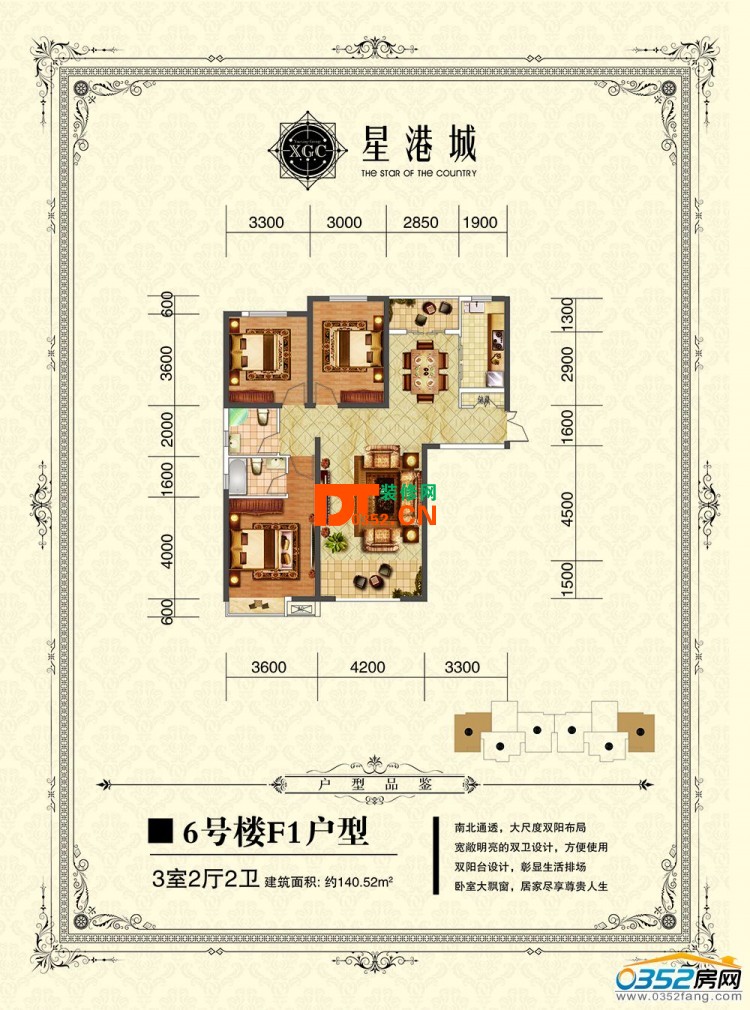 XGC
星港城
THE STAR OF THE COUNTRY
3300 3000 2850 1900
600
3600
2000
1600
4000
600
1300
2900
1600
4500
1500
DTL装修网
0352.CN
3600 4200 3300
户型品鉴
6号楼F1户型
3室2厅2卫 建筑面积: 约140.52m²
南北通透，大尺度双阳布局
宽敞明亮的双卫设计，方便使用
双阳台设计，彰显生活排场
卧室大飘窗，居家尽享尊贵人生
0352房网
www.0352fang.com